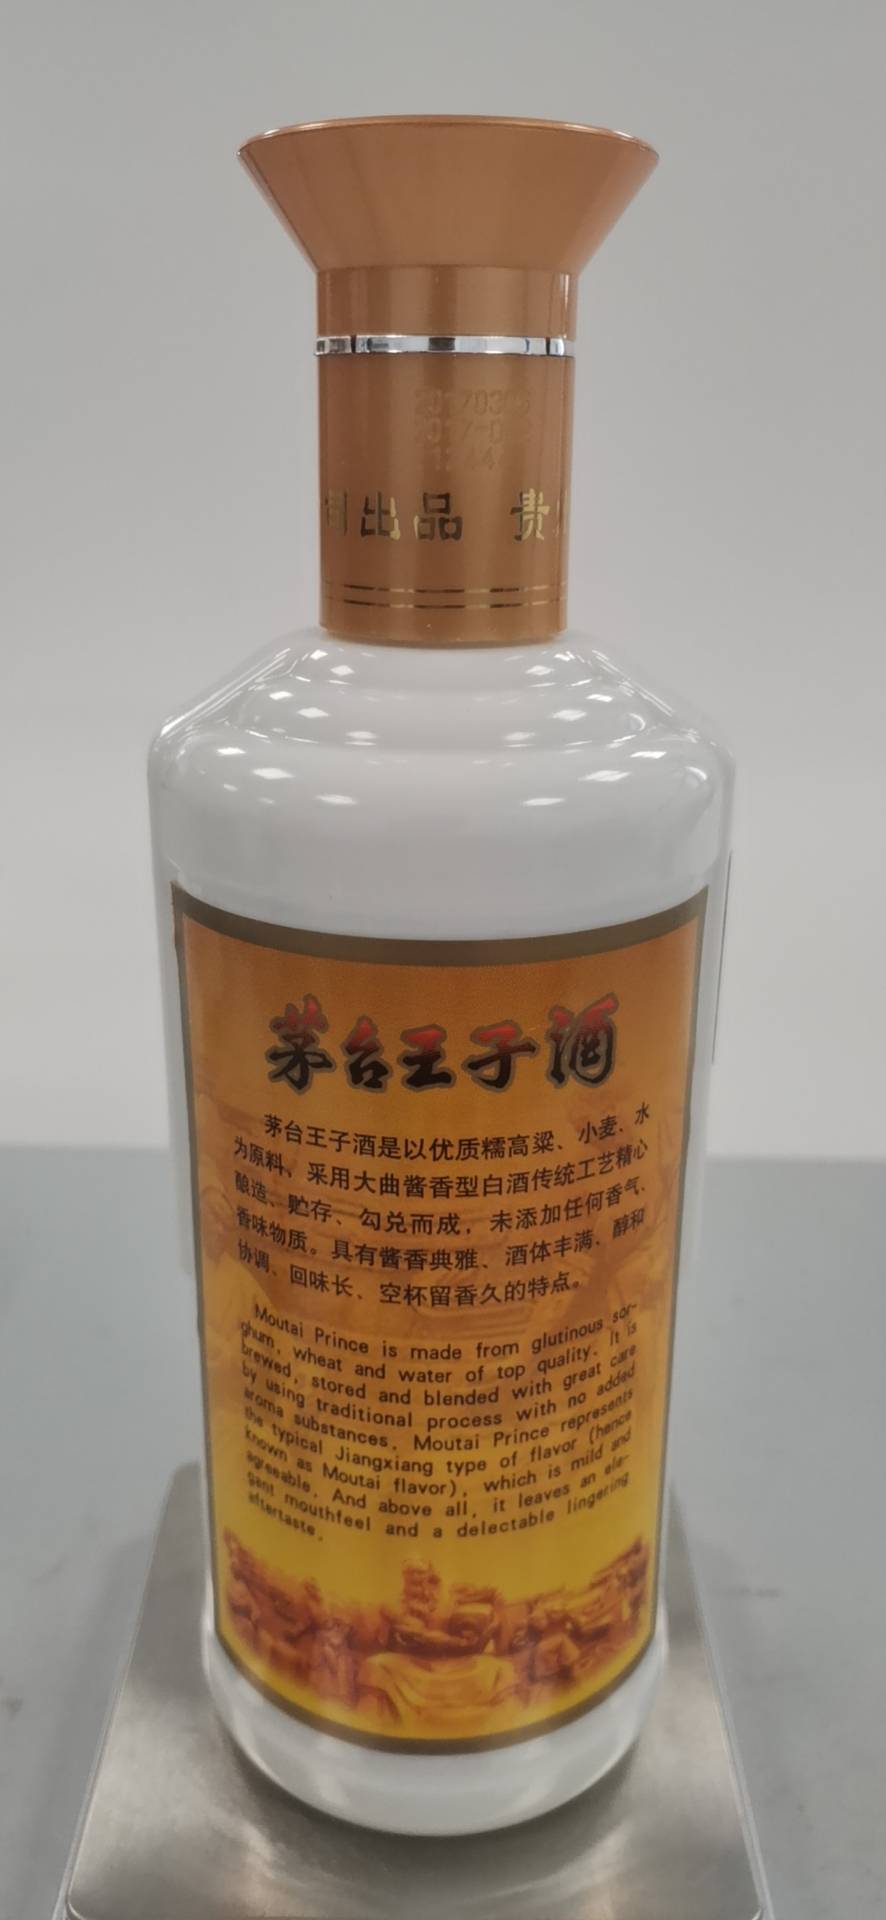 出品 贵
茅台王子酒
茅台王子酒是以优质糯高粱、小麦、水
为原料、采用大曲酱香型白酒传统工艺精心
酿造、贮存、勾兑而成，未添加任何香气、
香味物质。具有酱香典雅、酒体丰满、醇和
协调、回味长、空杯留香久的特点。
Moutai Prince is made from glutinous sor-
ghum, wheat and water of top quality. It is
brewed, stored and blended with great care
by using traditional process with no added
aroma substances. Moutai Prince represents
the typical Jiangxiang type of flavor (hence
known as Moutai flavor), which is mild and
agreeable. And above all, it leaves an ele-
gant mouthfeel and a delectable lingering
aftertaste.